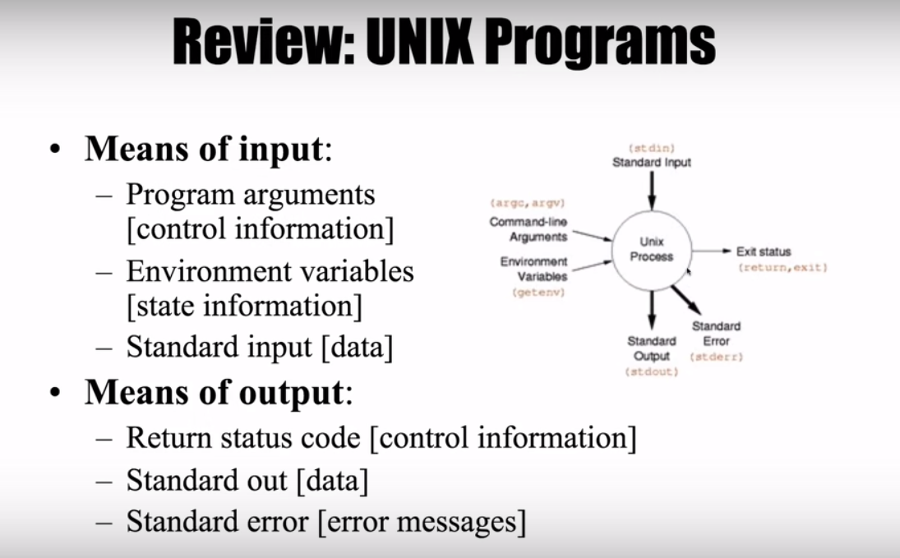 Review: UNIX Programs
• Means of input:
– Program arguments
[control information]
– Environment variables
[state information]
– Standard input [data]
• Means of output:
– Return status code [control information]
– Standard out [data]
– Standard error [error messages]
(stdin)
Standard Input
(argc, argv)
Command-line
Arguments
Environment
Variables
(getenv)
Unix
Process
Exit status
(return, exit)
Standard
Output
(stdout)
Standard
Error
(stderr)